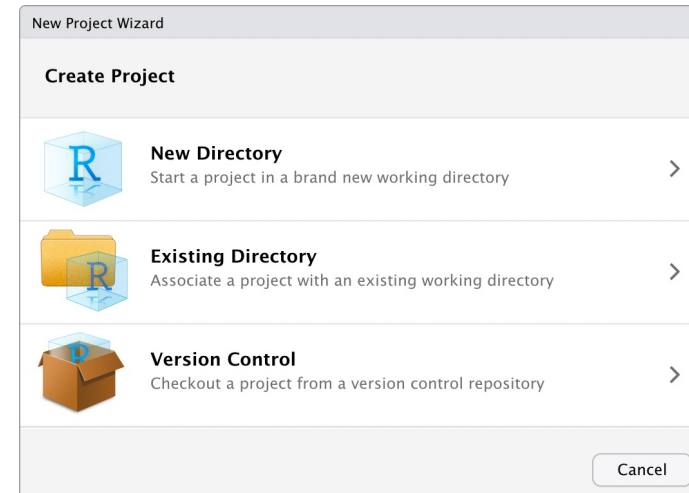 New Project Wizard
Create Project
R
New Directory
Start a project in a brand new working directory
R
Existing Directory
Associate a project with an existing working directory
R
Version Control
Checkout a project from a version control repository
Cancel